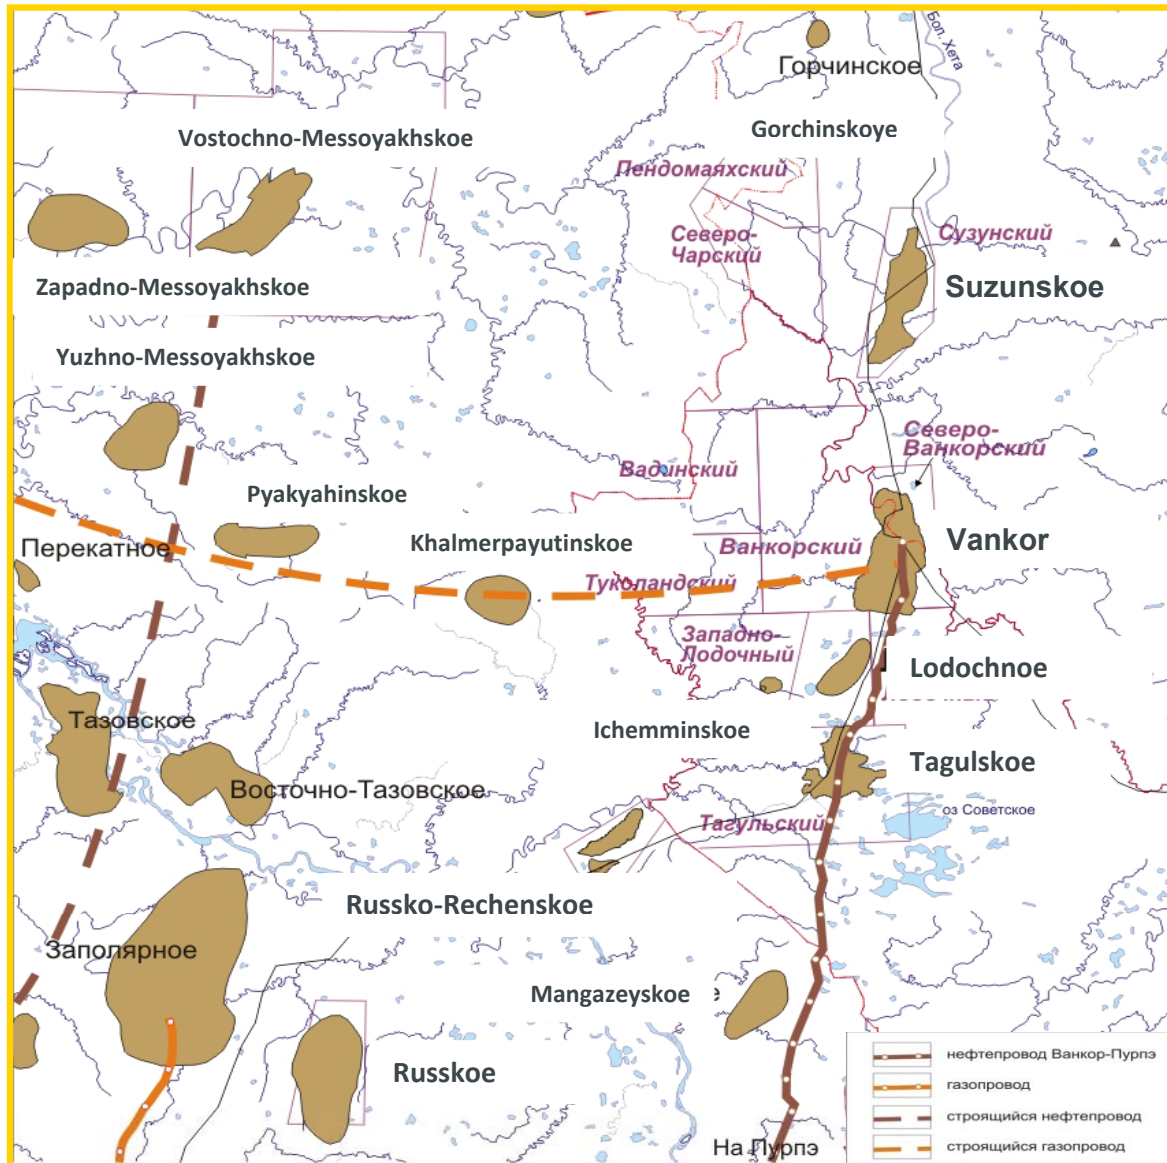 Бол. Хета
Горчинское
Vostochno-Messoyakhskoe
Gorchinskoye
Пендомаяхский
Северо-
Чарский
Сузунский
Zapadno-Messoyakhskoe
Suzunskoe
Yuzhno-Messoyakhskoe
Северо-
Ванкорский
Вадинский
Pyakyahinskoe
Перекатное
Khalmerpayutinskoe
Ванкорский
Vankor
Туколандский
Западно-
Лодочный
Lodochnoe
Тазовское
Ichemminskoe
Tagulskoe
Восточно-Тазовское
оз Советское
Тагульский
Russko-Rechenskoe
Заполярное
Mangazeyskoe
е
Russkoe
На Пурпэ
нефтепровод Ванкор-Пурпэ
газопровод
строящийся нефтепровод
строящийся газопровод